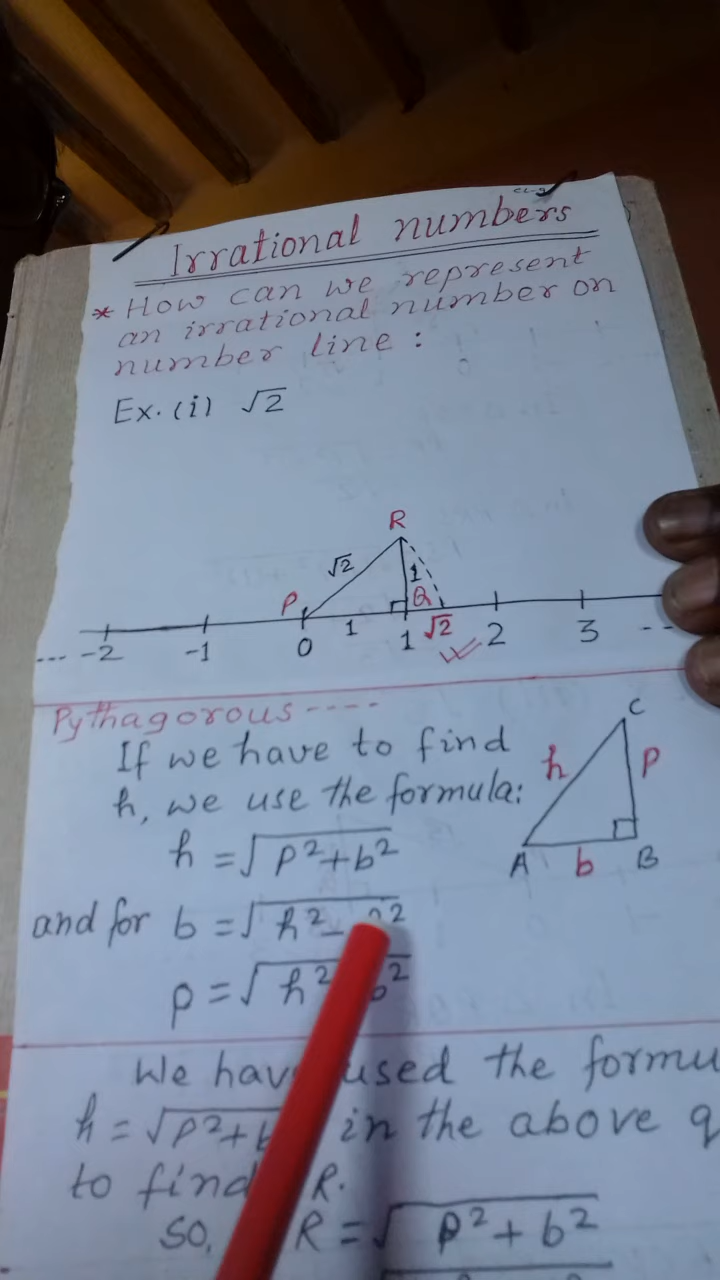 Irrational numbers
* How can we represent
an irrational number on
number line :
Ex. (i) √2
R
√2
1
P
Q
--- -2 -1 0 1 1 √2 2 3 --
Pythagorous ----
If we have to find
h, we use the formula:
h = √p²+b²
C
h
p
A b B
and for b = √h²-
p = √h² b²
We have used the formu
h = √p²+b in the above q
to find R.
So, R = √p² + b²